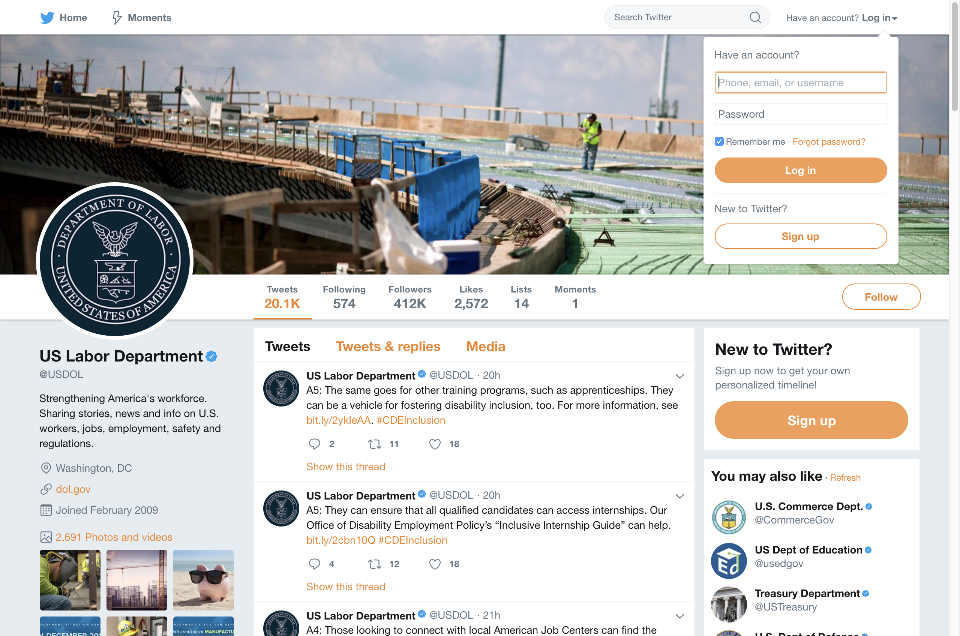 Home
Moments
Search Twitter
Have an account? Log in
Have an account?
Phone, email, or username
Password
Remember me · Forgot password?
Log in
New to Twitter?
Sign up
DEPARTMENT OF LABOR
UNITED STATES OF AMERICA
Tweets
20.1K
Following
574
Followers
412K
Likes
2,572
Lists
14
Moments
1
Follow
US Labor Department
@USDOL
Strengthening America's workforce.
Sharing stories, news and info on U.S.
workers, jobs, employment, safety and
regulations.
Washington, DC
dol.gov
Joined February 2009
2,691 Photos and videos
Tweets
Tweets & replies
Media
US Labor Department @USDOL · 20h
A5: The same goes for other training programs, such as apprenticeships. They
can be a vehicle for fostering disability inclusion, too. For more information, see
bit.ly/2ykIeAA. #CDEInclusion
2
11
18
Show this thread
US Labor Department @USDOL · 20h
A5: They can ensure that all qualified candidates can access internships. Our
Office of Disability Employment Policy's “Inclusive Internship Guide” can help.
bit.ly/2cbn10Q #CDEInclusion
4
12
18
Show this thread
US Labor Department @USDOL · 21h
A4: Those looking to connect with local American Job Centers can find the
New to Twitter?
Sign up now to get your own
personalized timeline!
Sign up
You may also like · Refresh
U.S. Commerce Dept.
@CommerceGov
US Dept of Education
@usedgov
Treasury Department
@USTreasury